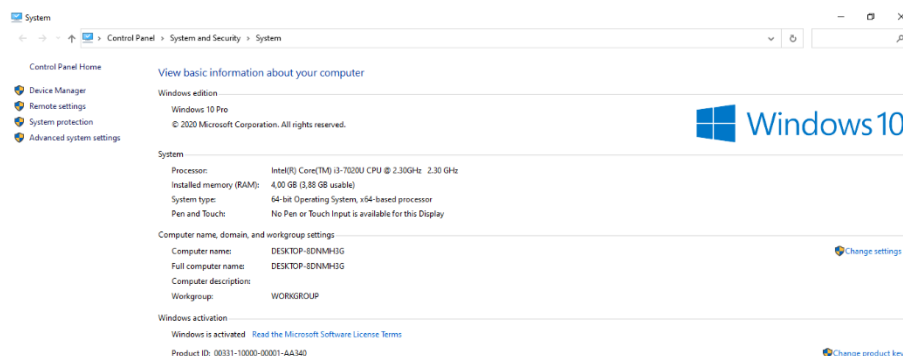 System
Control Panel > System and Security > System
Control Panel Home
Device Manager
Remote settings
System protection
Advanced system settings
View basic information about your computer
Windows edition
Windows 10 Pro
© 2020 Microsoft Corporation. All rights reserved.
Windows 10
System
Processor: Intel(R) Core(TM) i3-7020U CPU @ 2.30GHz 2.30 GHz
Installed memory (RAM): 4,00 GB (3,88 GB usable)
System type: 64-bit Operating System, x64-based processor
Pen and Touch: No Pen or Touch Input is available for this Display
Computer name, domain, and workgroup settings
Computer name: DESKTOP-8DNMH3G
Change settings
Full computer name: DESKTOP-8DNMH3G
Computer description:
Workgroup: WORKGROUP
Windows activation
Windows is activated Read the Microsoft Software License Terms
Product ID: 00331-10000-00001-AA340
Change product key